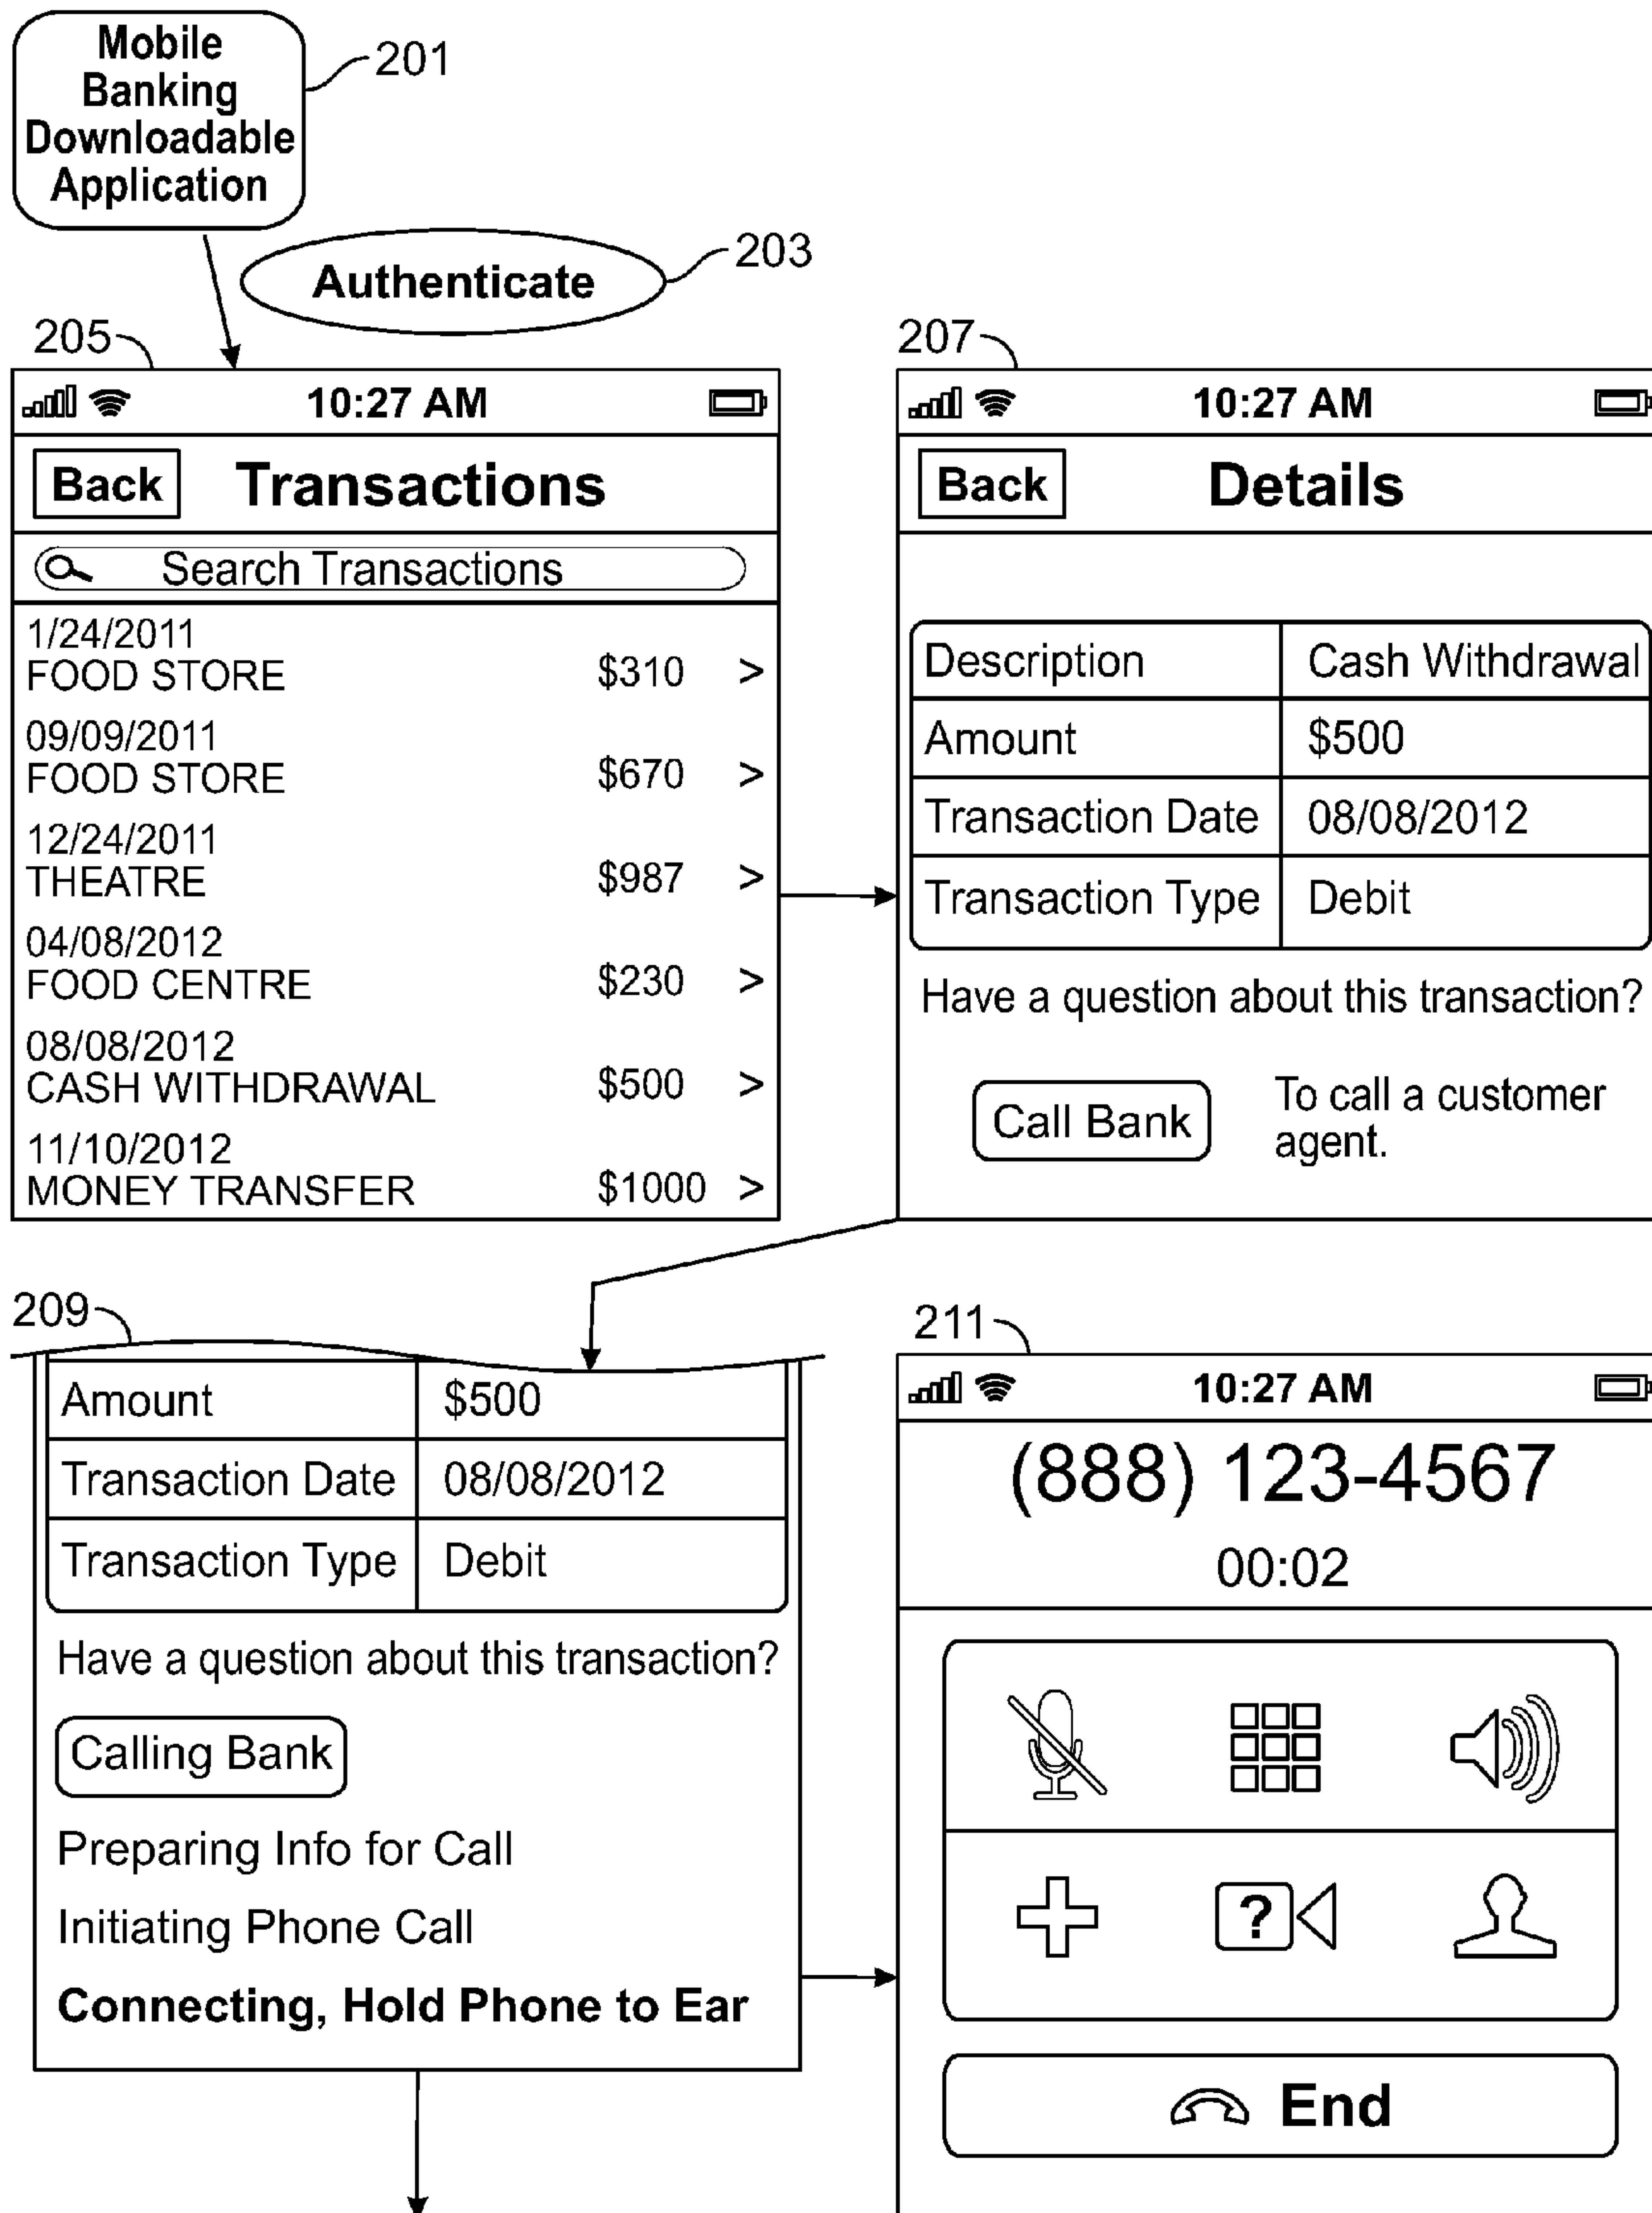 Mobile
Banking
Downloadable
Application
201
Authenticate
203
205
10:27 AM
Back Transactions
Search Transactions
1/24/2011
FOOD STORE $310 >
09/09/2011
FOOD STORE $670 >
12/24/2011
THEATRE $987 >
04/08/2012
FOOD CENTRE $230 >
08/08/2012
CASH WITHDRAWAL $500 >
11/10/2012
MONEY TRANSFER $1000 >
207
10:27 AM
Back Details
Description Cash Withdrawal
Amount $500
Transaction Date 08/08/2012
Transaction Type Debit
Have a question about this transaction?
Call Bank
To call a customer
agent.
209
Amount $500
Transaction Date 08/08/2012
Transaction Type Debit
Have a question about this transaction?
Calling Bank
Preparing Info for Call
Initiating Phone Call
Connecting, Hold Phone to Ear
211
10:27 AM
(888) 123-4567
00:02
?
End